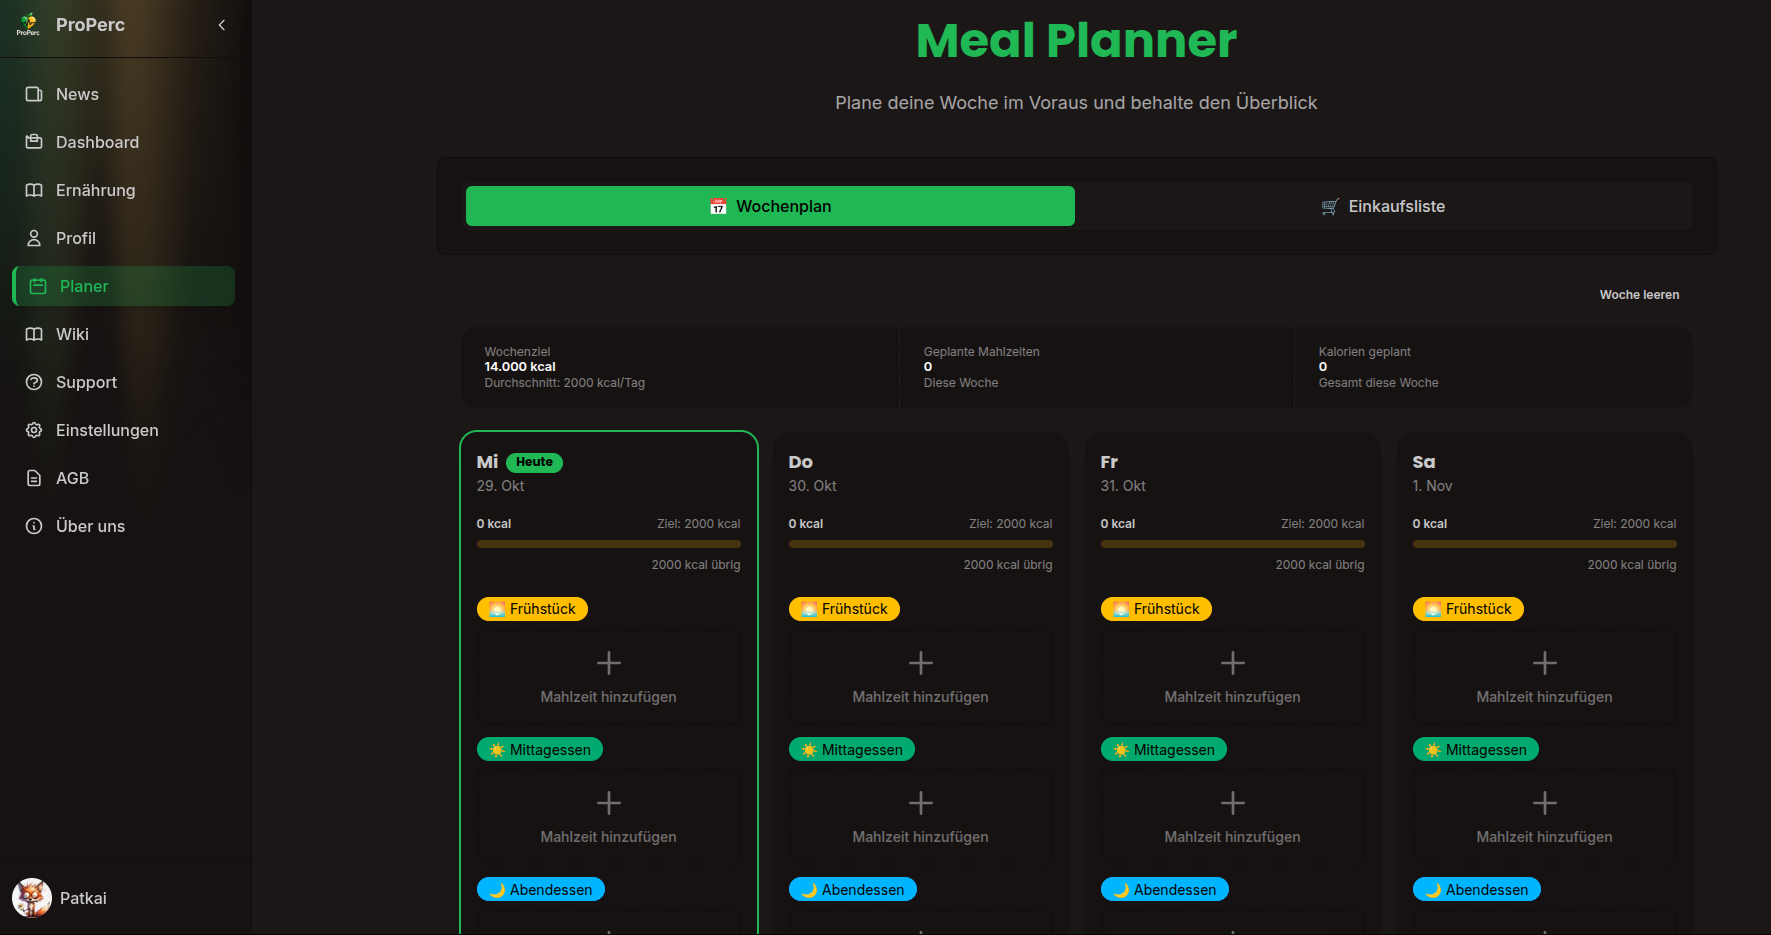 ProPerc
ProPerc
News
Dashboard
Ernährung
Profil
Planer
Wiki
Support
Einstellungen
AGB
Über uns
Patkai
Meal Planner
Plane deine Woche im Voraus und behalte den Überblick
Wochenplan
Einkaufsliste
Woche leeren
Wochenziel
14.000 kcal
Durchschnitt: 2000 kcal/Tag
Geplante Mahlzeiten
0
Diese Woche
Kalorien geplant
0
Gesamt diese Woche
Mi Heute
29. Okt
0 kcal Ziel: 2000 kcal
2000 kcal übrig
Frühstück
Mahlzeit hinzufügen
Mittagessen
Mahlzeit hinzufügen
Abendessen
Do
30. Okt
0 kcal Ziel: 2000 kcal
2000 kcal übrig
Frühstück
Mahlzeit hinzufügen
Mittagessen
Mahlzeit hinzufügen
Abendessen
Fr
31. Okt
0 kcal Ziel: 2000 kcal
2000 kcal übrig
Frühstück
Mahlzeit hinzufügen
Mittagessen
Mahlzeit hinzufügen
Abendessen
Sa
1. Nov
0 kcal Ziel: 2000 kcal
2000 kcal übrig
Frühstück
Mahlzeit hinzufügen
Mittagessen
Mahlzeit hinzufügen
Abendessen